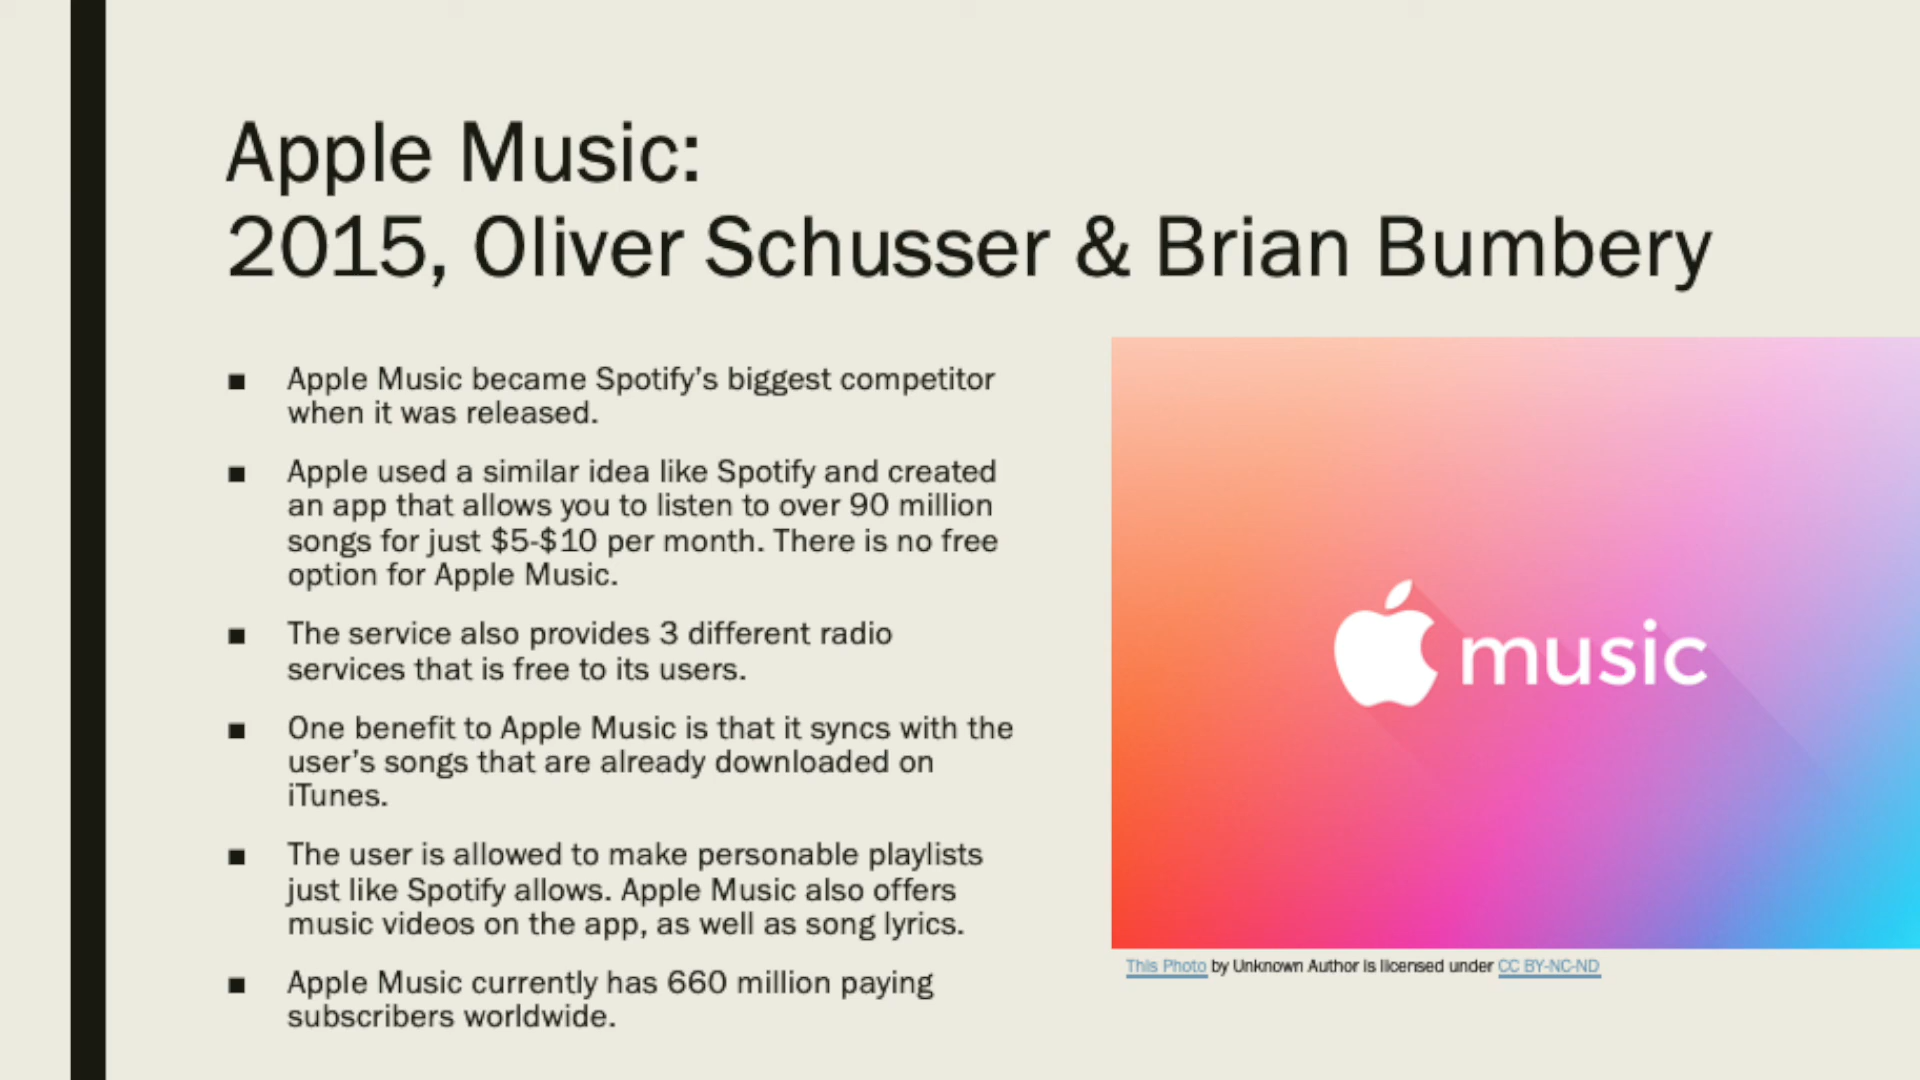 Apple Music:
2015, Oliver Schusser & Brian Bumbery
■ Apple Music became Spotify's biggest competitor
when it was released.
■ Apple used a similar idea like Spotify and created
an app that allows you to listen to over 90 million
songs for just $5-$10 per month. There is no free
option for Apple Music.
■ The service also provides 3 different radio
services that is free to its users.
■ One benefit to Apple Music is that it syncs with the
user's songs that are already downloaded on
iTunes.
■ The user is allowed to make personable playlists
just like Spotify allows. Apple Music also offers
music videos on the app, as well as song lyrics.
■ Apple Music currently has 660 million paying
subscribers worldwide.
music
This Photo by Unknown Author is licensed under CC BY-NC-ND